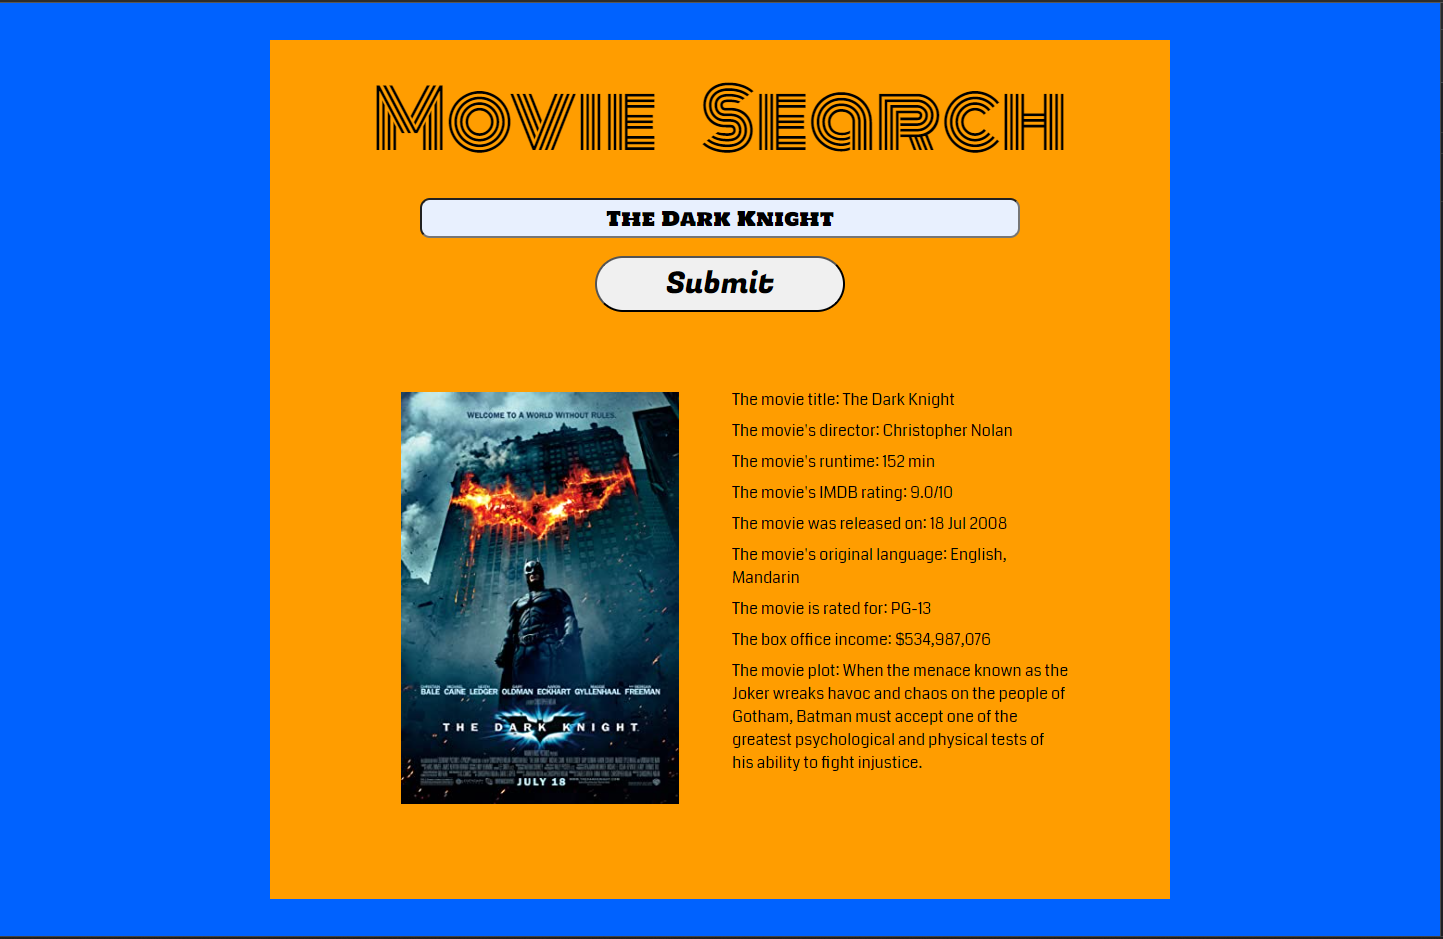 Movie Search
The Dark Knight
Submit
WELCOME TO A WORLD WITHOUT RULES.
The movie title: The Dark Knight
The movie's director: Christopher Nolan
The movie's runtime: 152 min
The movie's IMDB rating: 9.0/10
The movie was released on: 18 Jul 2008
The movie's original language: English,
Mandarin
The movie is rated for: PG-13
The box office income: $534,987,076
The movie plot: When the menace known as the
Joker wreaks havoc and chaos on the people of
Gotham, Batman must accept one of the
greatest psychological and physical tests of
his ability to fight injustice.
BALE CAINE LEDGER OLDMAN ECKHART GYLLENHAAL FREEMAN
THE DARK KNIGHT
JULY 18